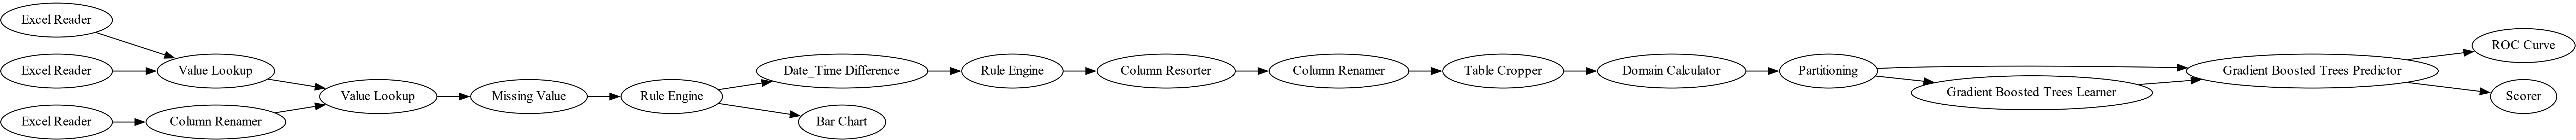 Excel Reader
Excel Reader
Excel Reader
Value Lookup
Column Renamer
Value Lookup
Missing Value
Rule Engine
Date_Time Difference
Bar Chart
Rule Engine
Column Resorter
Column Renamer
Table Cropper
Domain Calculator
Partitioning
Gradient Boosted Trees Learner
Gradient Boosted Trees Predictor
ROC Curve
Scorer